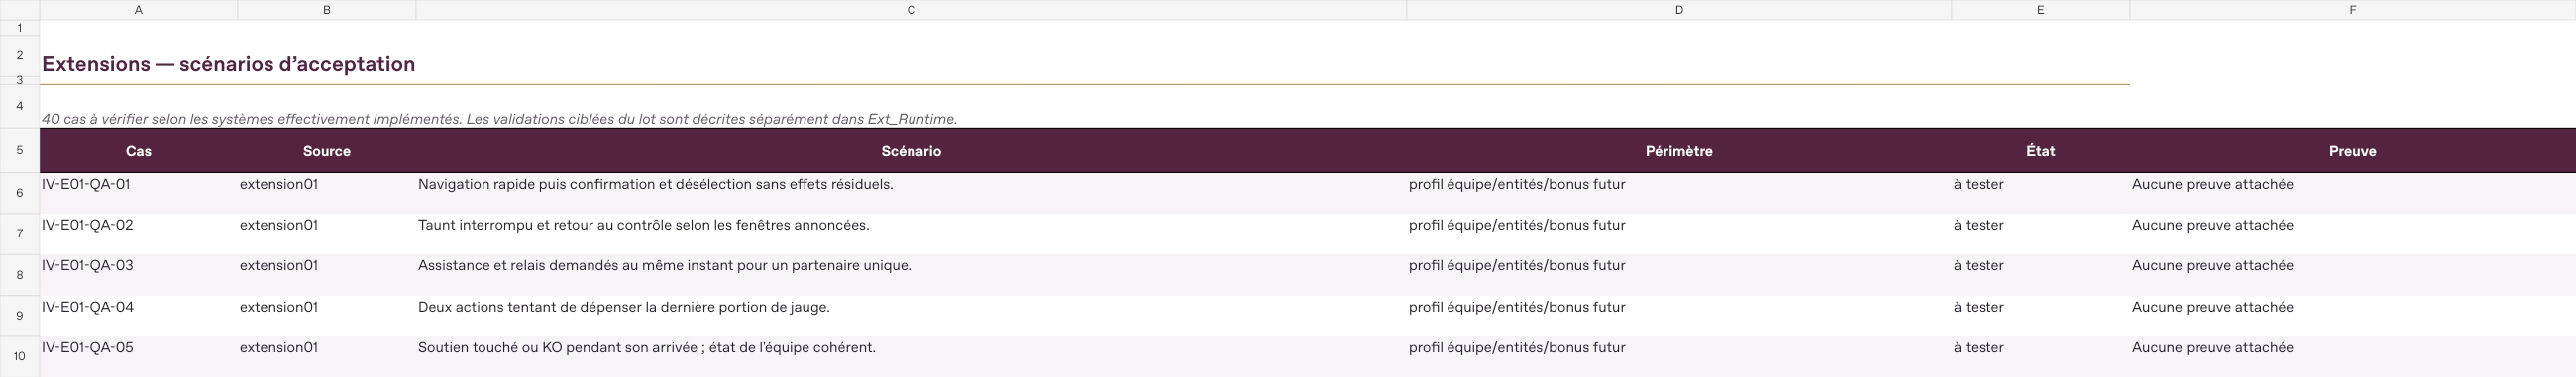 A B C D E F
1
2 Extensions — scénarios d’acceptation
3
4 40 cas à vérifier selon les systèmes effectivement implémentés. Les validations ciblées du lot sont décrites séparément dans Ext_Runtime.
5 Cas Source Scénario Périmètre État Preuve
6 IV-E01-QA-01 extension01 Navigation rapide puis confirmation et désélection sans effets résiduels. profil équipe/entités/bonus futur à tester Aucune preuve attachée
7 IV-E01-QA-02 extension01 Taunt interrompu et retour au contrôle selon les fenêtres annoncées. profil équipe/entités/bonus futur à tester Aucune preuve attachée
8 IV-E01-QA-03 extension01 Assistance et relais demandés au même instant pour un partenaire unique. profil équipe/entités/bonus futur à tester Aucune preuve attachée
9 IV-E01-QA-04 extension01 Deux actions tentant de dépenser la dernière portion de jauge. profil équipe/entités/bonus futur à tester Aucune preuve attachée
10 IV-E01-QA-05 extension01 Soutien touché ou KO pendant son arrivée ; état de l'équipe cohérent. profil équipe/entités/bonus futur à tester Aucune preuve attachée